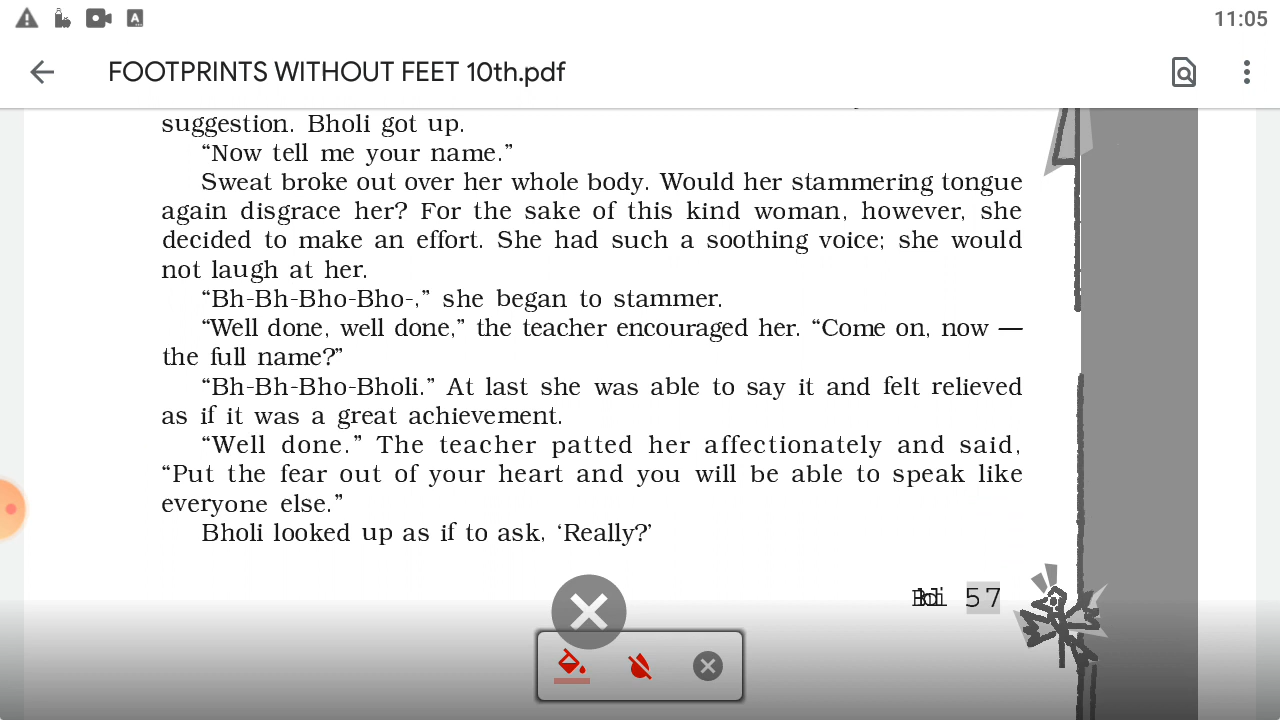 11:05
FOOTPRINTS WITHOUT FEET 10th.pdf
suggestion. Bholi got up.
“Now tell me your name.”
Sweat broke out over her whole body. Would her stammering tongue
again disgrace her? For the sake of this kind woman, however, she
decided to make an effort. She had such a soothing voice; she would
not laugh at her.
“Bh-Bh-Bho-Bho-,” she began to stammer.
“Well done, well done,” the teacher encouraged her. “Come on, now —
the full name?”
“Bh-Bh-Bho-Bholi.” At last she was able to say it and felt relieved
as if it was a great achievement.
“Well done.” The teacher patted her affectionately and said,
“Put the fear out of your heart and you will be able to speak like
everyone else.”
Bholi looked up as if to ask, ‘Really?’
57